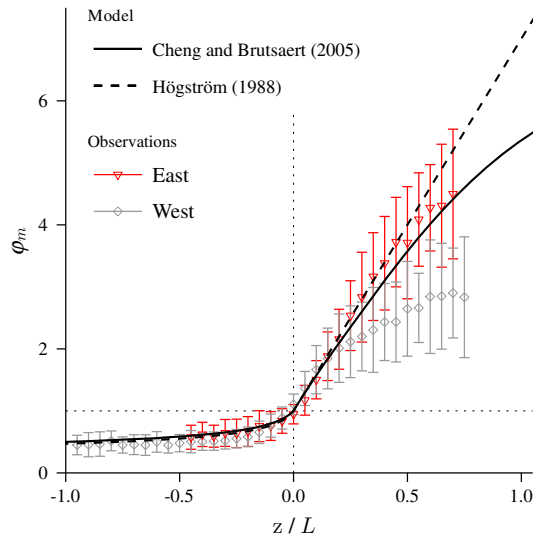 Model
Cheng and Brutsaert (2005)
Högström (1988)
Observations
East
West
φm
6
4
2
0
-1.0 -0.5 0.0 0.5 1.0
z / L